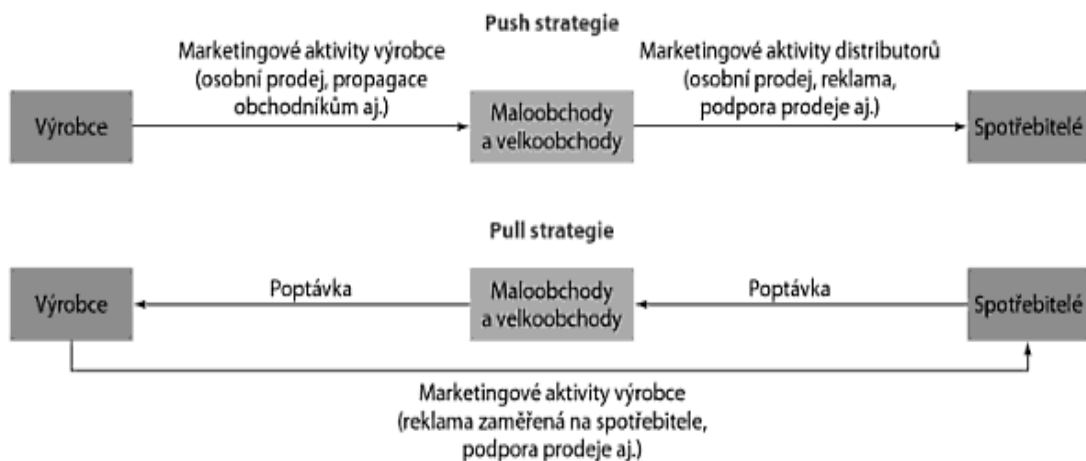 Push strategie
Marketingové aktivity výrobce
(osobní prodej, propagace
obchodníkům aj.)
Marketingové aktivity distributorů
(osobní prodej, reklama,
podpora prodeje aj.)
Výrobce
Maloobchody
a velkoobchody
Spotřebitelé
Pull strategie
Výrobce
Poptávka
Maloobchody
a velkoobchody
Poptávka
Spotřebitelé
Marketingové aktivity výrobce
(reklama zaměřená na spotřebitele,
podpora prodeje aj.)